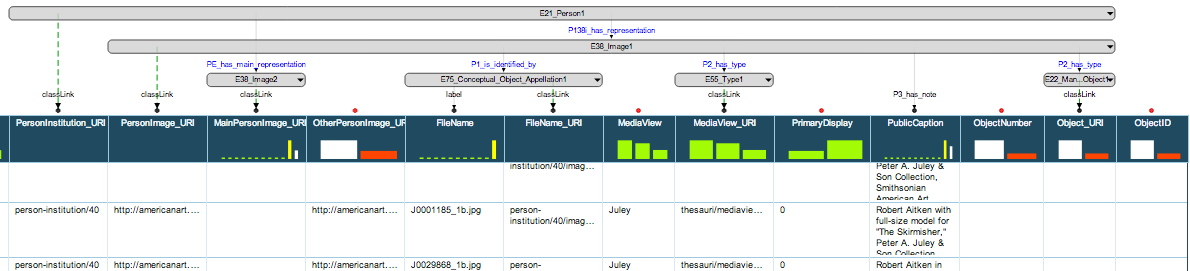 E21_Person1
P138i_has_representation
E38_Image1
PE_has_main_representation P1_is_identified_by P2_has_type P2_has_type
E38_Image2 E75_Conceptual_Object_Appellation1 E55_Type1 E22_Man...Object1
classLink classLink classLink label classLink classLink P3_has_note classLink
PersonInstitution_URI PersonImage_URI MainPersonImage_URI OtherPersonImage_URI FileName FileName_URI MediaView MediaView_URI PrimaryDisplay PublicCaption ObjectNumber Object_URI ObjectID
institution/40/imag...
Peter A. Juley &
Son Collection,
Smithsonian
American Art
person-institution/40 http://americanart.... http://americanart.... J0001185_1b.jpg person- Juley thesauri/mediavie... 0 Robert Aitken with
institution/40/imag... full-size model for
"The Skirmisher,"
Peter A. Juley &
Son Collection
person-institution/40 http://americanart.... http://americanart.... J0029868_1b.jpg person- Juley thesauri/mediavie... 0 Robert Aitken in